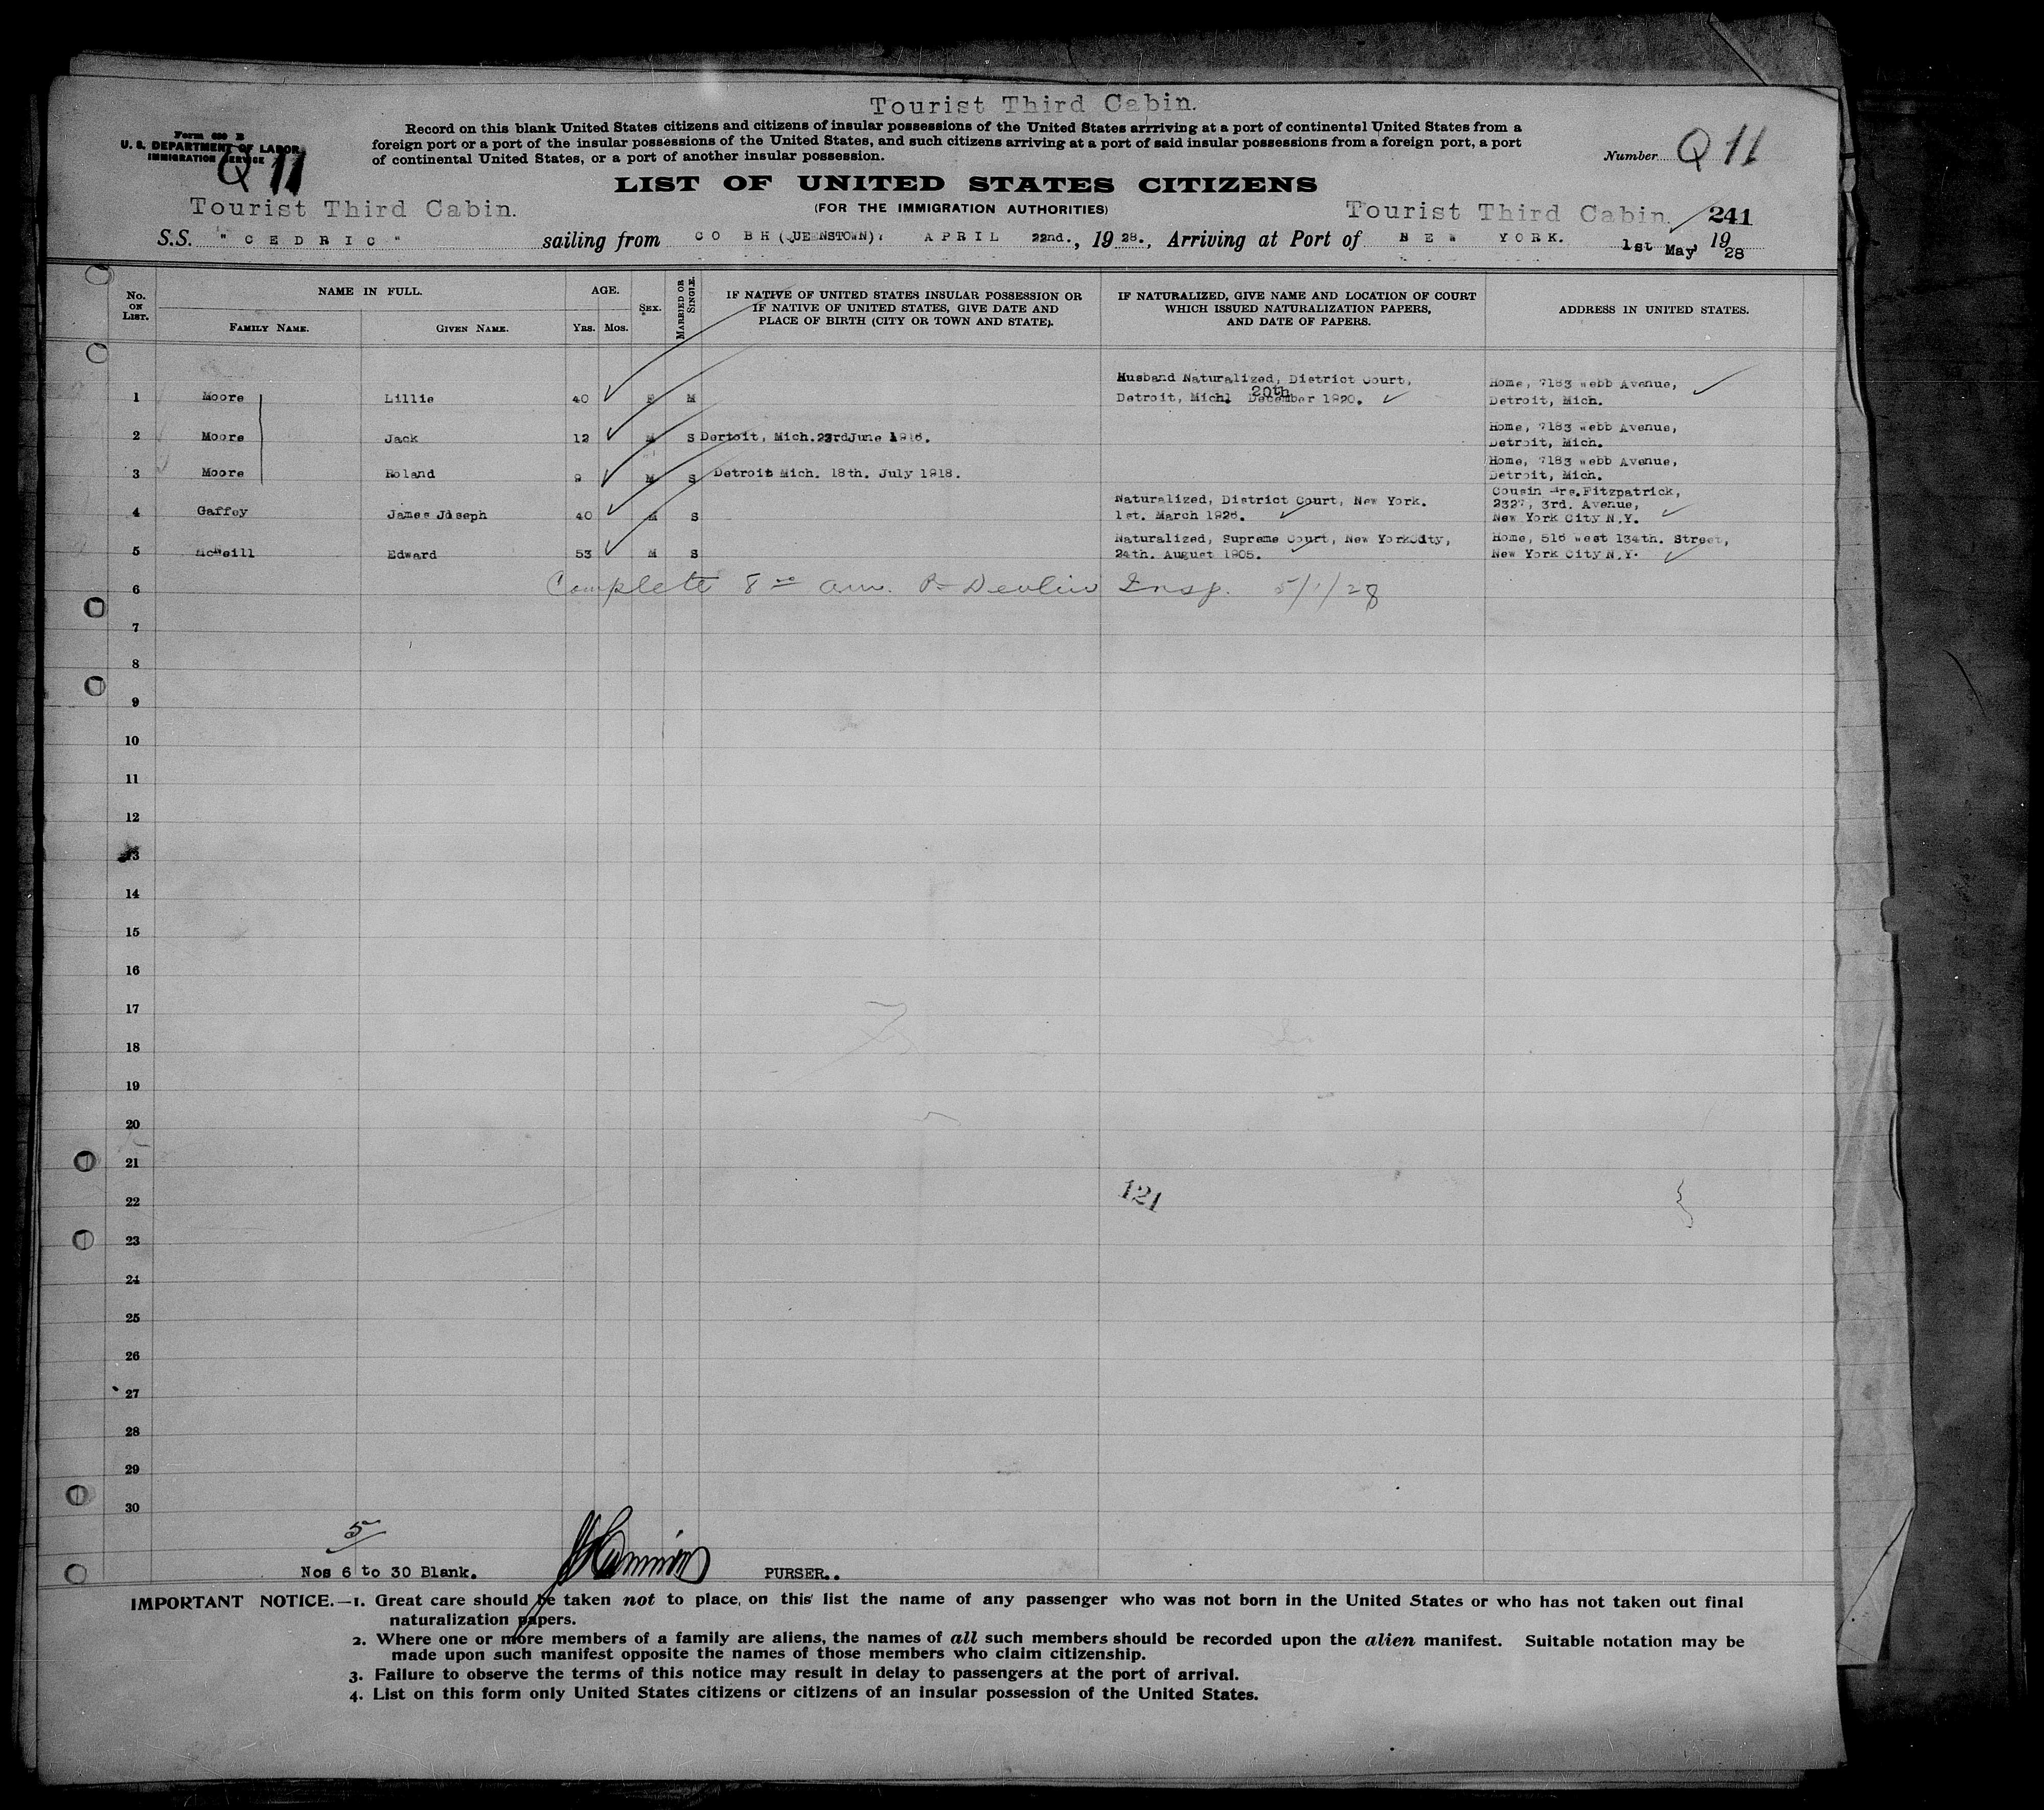 Tourist Third Cabin.
Form 630 B
U. S. DEPARTMENT OF LABOR
IMMIGRATION SERVICE
Q 11
Record on this blank United States citizens and citizens of insular possessions of the United States arrriving at a port of continental United States from a
foreign port or a port of the insular possessions of the United States, and such citizens arriving at a port of said insular possessions from a foreign port, a port
of continental United States, or a port of another insular possession.
Number Q 11
LIST OF UNITED STATES CITIZENS
(FOR THE IMMIGRATION AUTHORITIES)
Tourist Third Cabin.
Tourist Third Cabin. 241
S.S. "CEDRIC" sailing from COBH (QUEENSTOWN), APRIL 22nd., 1928., Arriving at Port of NEW YORK. 1st May, 1928
No. ON LIST.
NAME IN FULL.
FAMILY NAME.
GIVEN NAME.
AGE.
Yrs. Mos.
SEX.
MARRIED OR SINGLE.
IF NATIVE OF UNITED STATES INSULAR POSSESSION OR
IF NATIVE OF UNITED STATES, GIVE DATE AND
PLACE OF BIRTH (CITY OR TOWN AND STATE).
IF NATURALIZED, GIVE NAME AND LOCATION OF COURT
WHICH ISSUED NATURALIZATION PAPERS,
AND DATE OF PAPERS.
ADDRESS IN UNITED STATES.
1 Moore Lillie 40 F M Husband Naturalized, District Court,
Detroit, Mich. 20th December 1920.
Home, 7183 Webb Avenue,
Detroit, Mich.
2 Moore Jack 12 M S Dertoit, Mich. 23rd June 1916.
Home, 7183 Webb Avenue,
Detroit, Mich.
3 Moore Roland 9 M S Detroit Mich. 18th. July 1918.
Home, 7183 Webb Avenue,
Detroit, Mich.
4 Gaffey James Joseph 40 M S Naturalized, District Court, New York.
1st. March 1926.
Cousin Mrs. Fitzpatrick,
2327, 3rd. Avenue,
New York City N.Y.
5 McNeill Edward 53 M S Naturalized, Supreme Court, New York City,
24th. August 1905.
Home, 516 West 134th. Street,
New York City N.Y.
6 Complete 8 am. P Devlin Insp. 5/1/28
7
8
9
10
11
12
13
14
15
16
17
18
19
20
21
22 121
23
24
25
26
27
28
29
30
5
Nos 6 to 30 Blank.
PURSER..
IMPORTANT NOTICE.—1. Great care should be taken not to place, on this list the name of any passenger who was not born in the United States or who has not taken out final
naturalization papers.
2. Where one or more members of a family are aliens, the names of all such members should be recorded upon the alien manifest. Suitable notation may be
made upon such manifest opposite the names of those members who claim citizenship.
3. Failure to observe the terms of this notice may result in delay to passengers at the port of arrival.
4. List on this form only United States citizens or citizens of an insular possession of the United States.